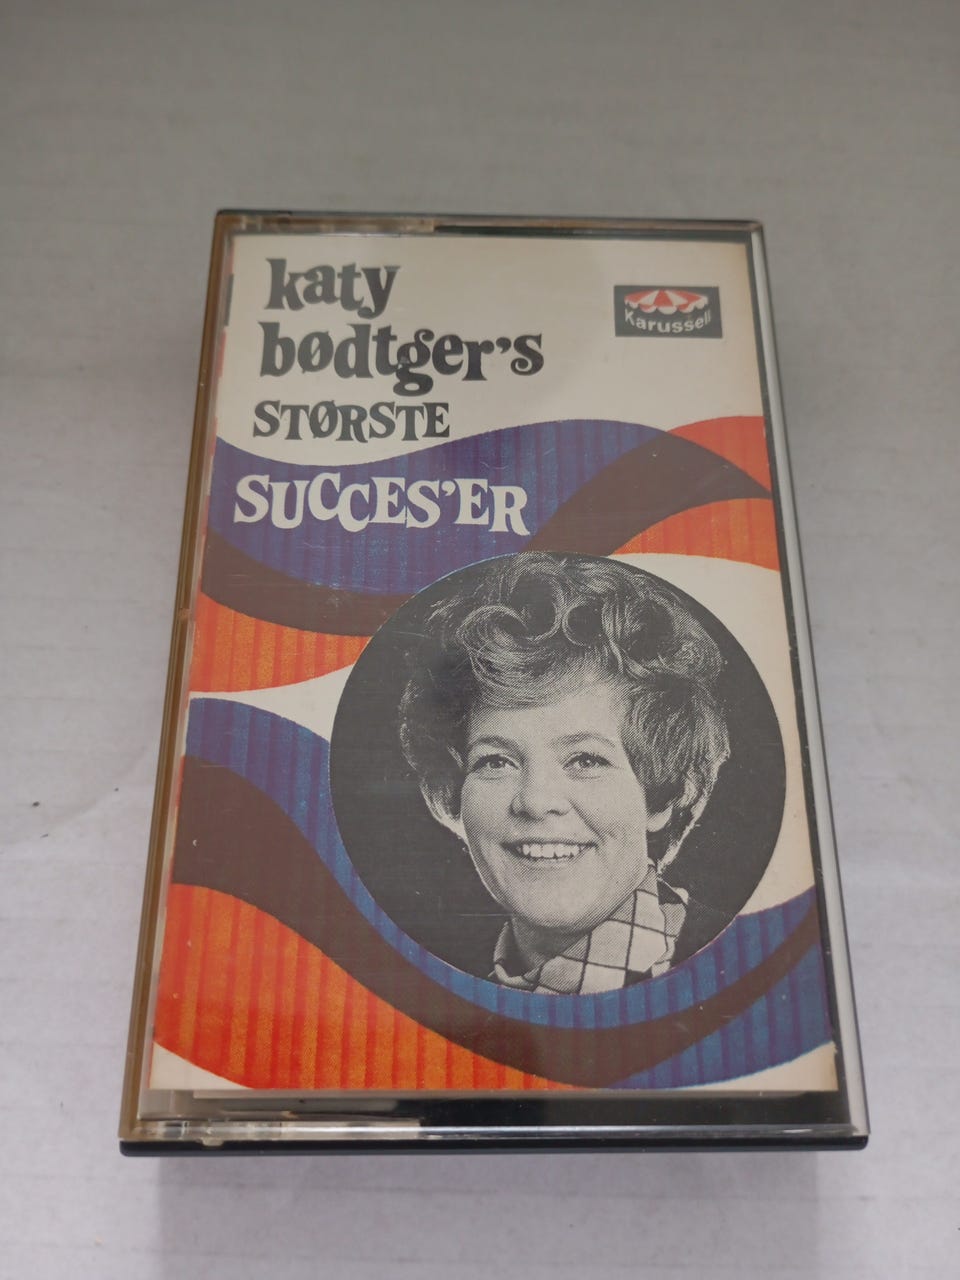 katy
bødtger's
STØRSTE
SUCCES'ER
Karussell